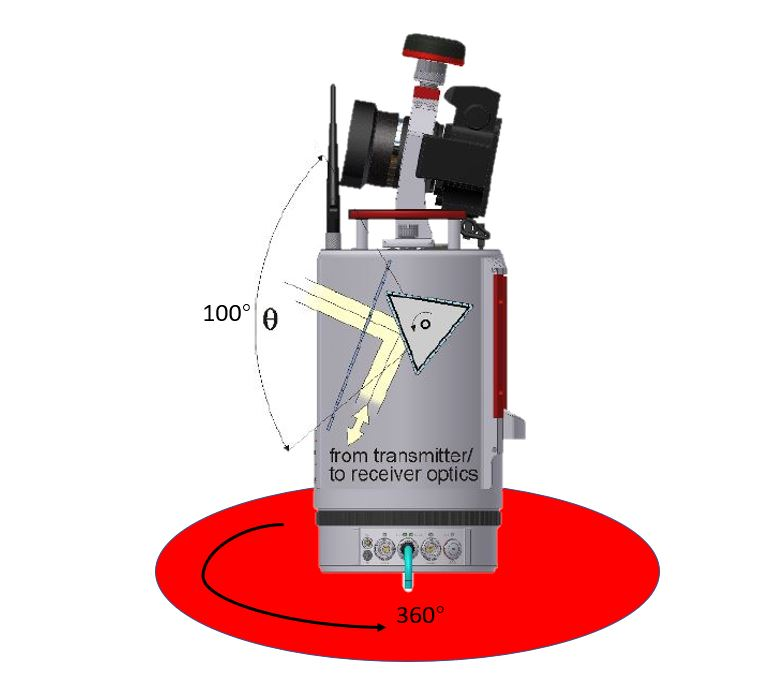 100° θ
from transmitter/
to receiver optics
360°